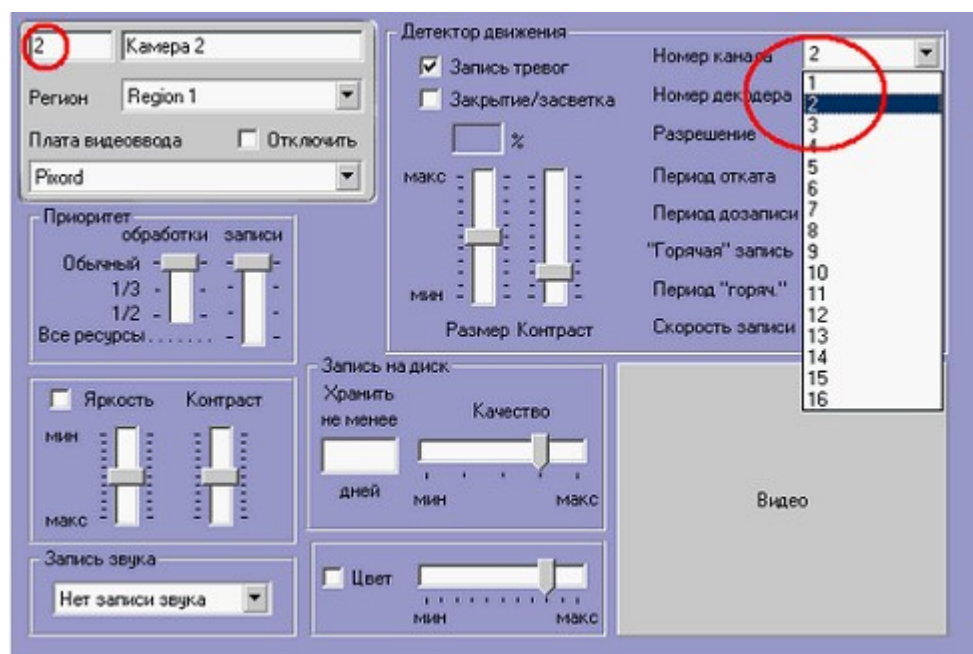 2
Камера 2
Регион
Region 1
Плата видеоввода
Отключить
Pixord
Детектор движения
Запись тревог
Закрытие/засветка
%
макс
мин
Размер Контраст
Номер канала
2
Номер декодера
Разрешение
Период отката
Период дозаписи
"Горячая" запись
Период "горяч."
Скорость записи
1
2
3
4
5
6
7
8
9
10
11
12
13
14
15
16
Приоритет
обработки записи
Обычный
1/3
1/2
Все ресурсы.......
Яркость Контраст
мин
макс
Запись на диск
Хранить
не менее
дней
Качество
мин макс
Видео
Запись звука
Нет записи звука
Цвет
мин макс